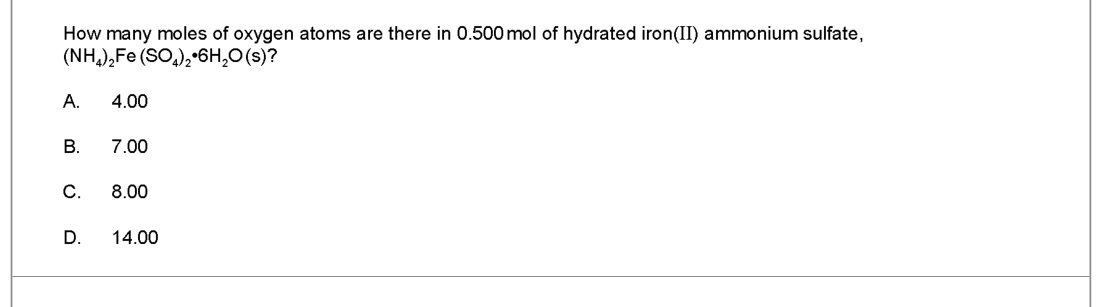 How many moles of oxygen atoms are there in 0.500 mol of hydrated iron(II) ammonium sulfate,
(NH₄)₂Fe(SO₄)₂•6H₂O(s)?
A. 4.00
B. 7.00
C. 8.00
D. 14.00